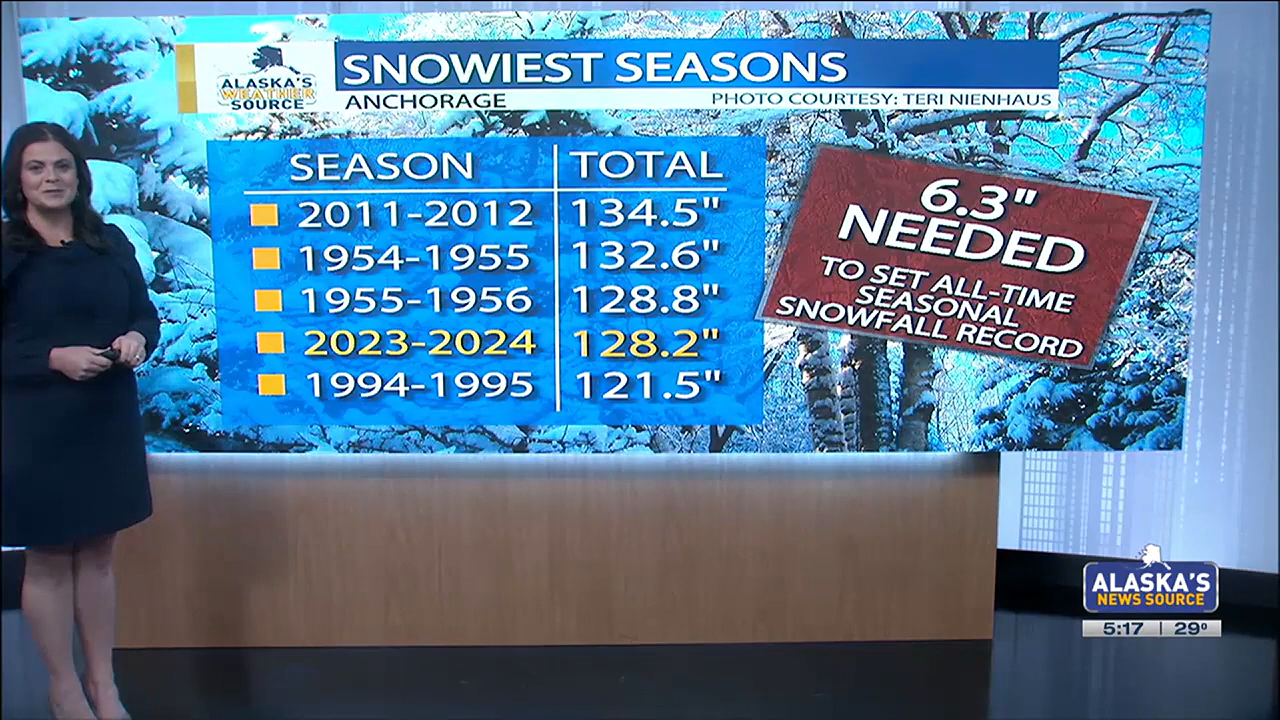 ALASKA'S
WEATHER
SOURCE
SNOWIEST SEASONS
ANCHORAGE
PHOTO COURTESY: TERI NIENHAUS
SEASON TOTAL
2011-2012 134.5"
1954-1955 132.6"
1955-1956 128.8"
2023-2024 128.2"
1994-1995 121.5"
6.3"
NEEDED
TO SET ALL-TIME
SEASONAL
SNOWFALL RECORD
ALASKA'S
NEWS SOURCE
5:17 | 29°